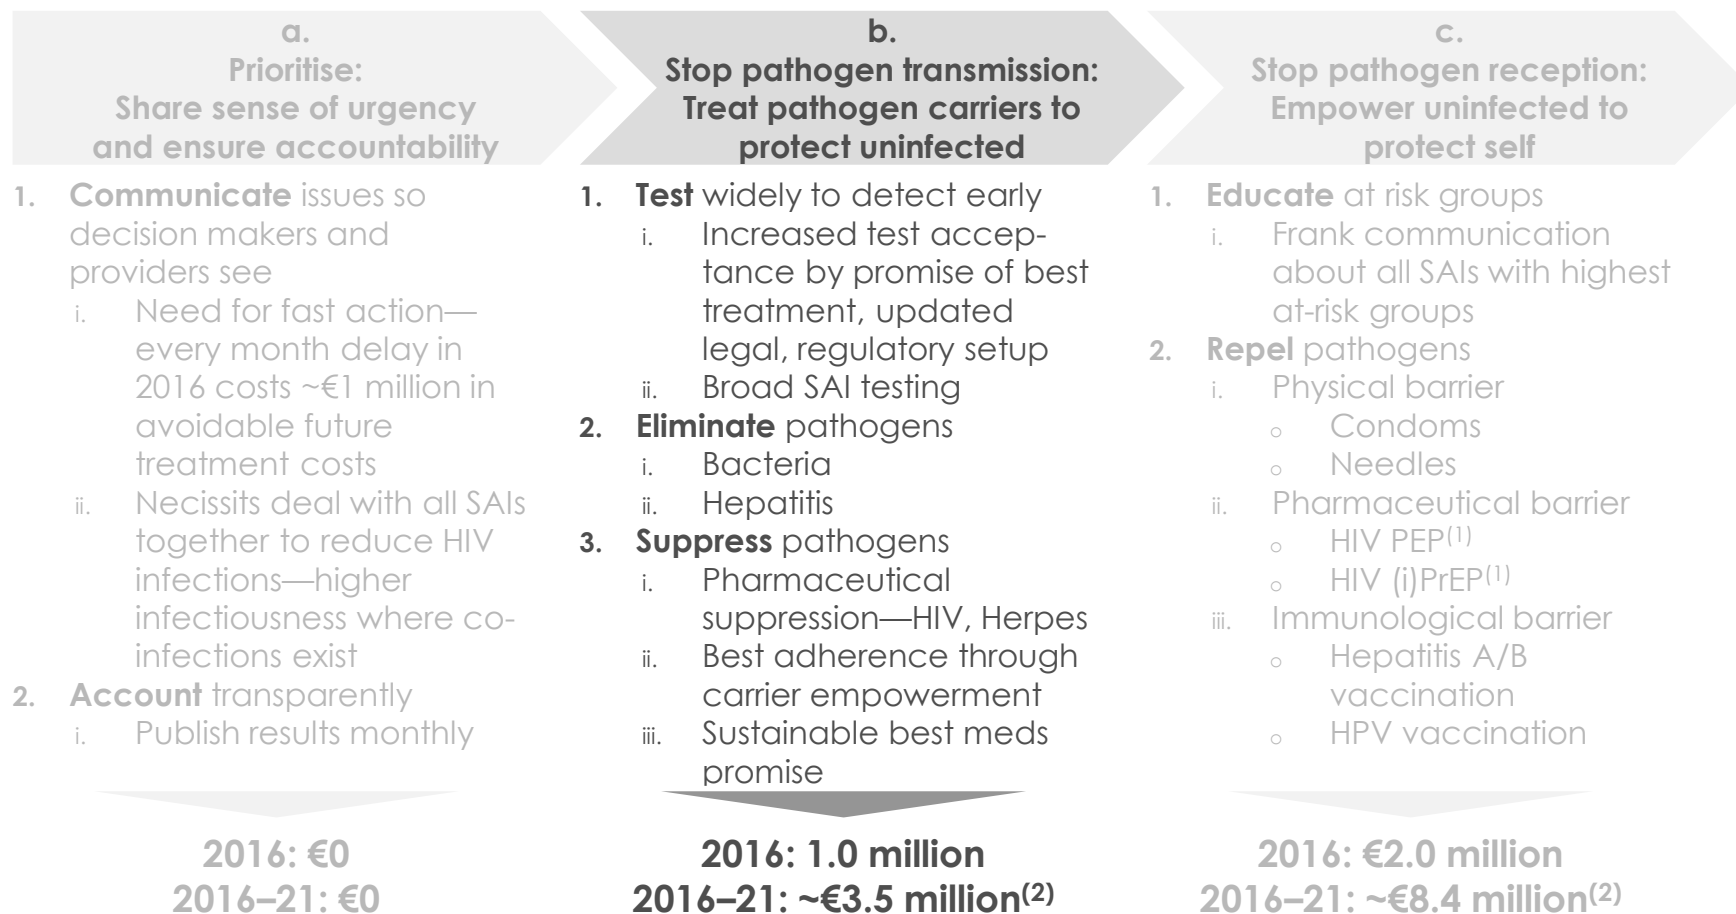 a.
Prioritise:
Share sense of urgency
and ensure accountability
1. Communicate issues so
decision makers and
providers see
i. Need for fast action—
every month delay in
2016 costs ~€1 million in
avoidable future
treatment costs
ii. Necissits deal with all SAIs
together to reduce HIV
infections—higher
infectiousness where co-
infections exist
2. Account transparently
i. Publish results monthly
2016: €0
2016–21: €0
b.
Stop pathogen transmission:
Treat pathogen carriers to
protect uninfected
1. Test widely to detect early
i. Increased test accep-
tance by promise of best
treatment, updated
legal, regulatory setup
ii. Broad SAI testing
2. Eliminate pathogens
i. Bacteria
ii. Hepatitis
3. Suppress pathogens
i. Pharmaceutical
suppression—HIV, Herpes
ii. Best adherence through
carrier empowerment
iii. Sustainable best meds
promise
2016: 1.0 million
2016–21: ~€3.5 million(2)
c.
Stop pathogen reception:
Empower uninfected to
protect self
1. Educate at risk groups
i. Frank communication
about all SAIs with highest
at-risk groups
2. Repel pathogens
i. Physical barrier
o Condoms
o Needles
ii. Pharmaceutical barrier
o HIV PEP(1)
o HIV (i)PrEP(1)
iii. Immunological barrier
o Hepatitis A/B
vaccination
o HPV vaccination
2016: €2.0 million
2016–21: ~€8.4 million(2)